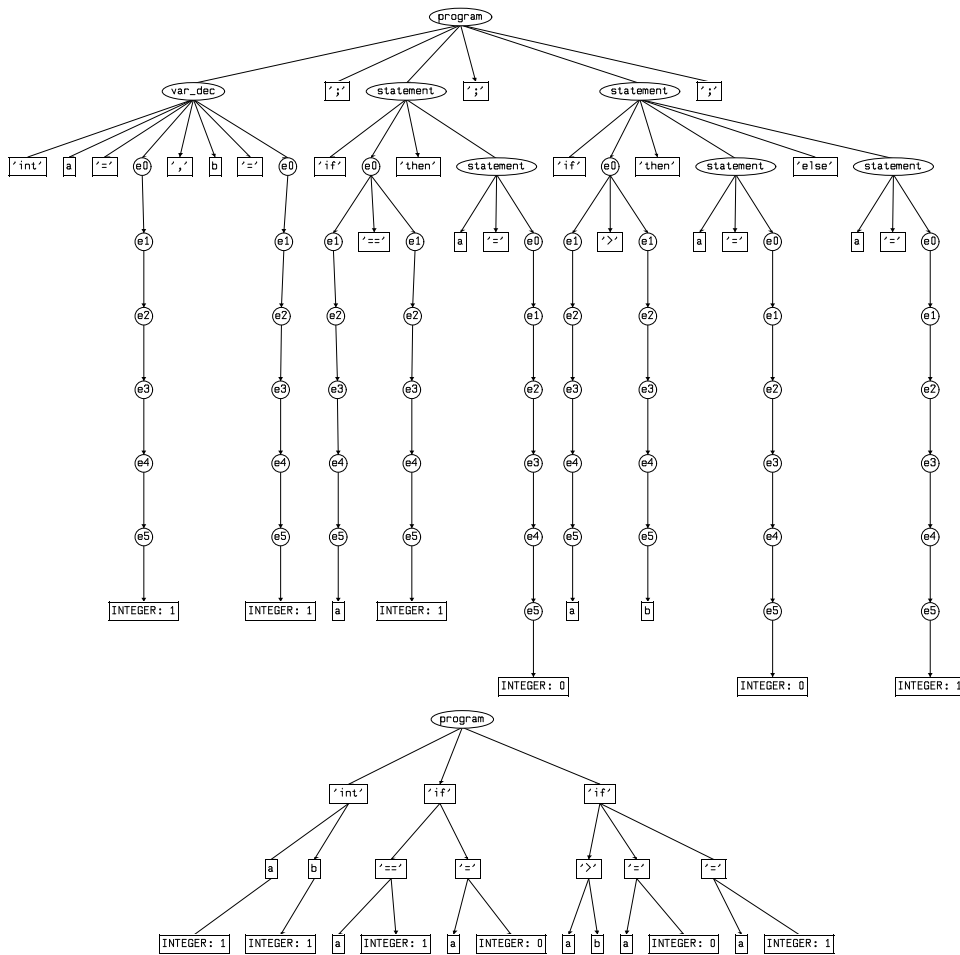 program
var_dec ';' statement ';' statement ';'
'int' a '=' e0 ',' b '=' e0 'if' e0 'then' statement 'if' e0 'then' statement 'else' statement
e1 e1 e1 '==' e1 a '=' e0 e1 '>' e1 a '=' e0 a '=' e0
e2 e2 e2 e2 e1 e2 e2 e1 e1
e3 e3 e3 e3 e2 e3 e3 e2 e2
e4 e4 e4 e4 e3 e4 e4 e3 e3
e5 e5 e5 e5 e4 e5 e5 e4 e4
INTEGER: 1 INTEGER: 1 a INTEGER: 1 e5 a b e5 e5
INTEGER: 0 INTEGER: 0 INTEGER: 1
program
'int' 'if' 'if'
a b '==' '=' '>' '=' '='
INTEGER: 1 INTEGER: 1 a INTEGER: 1 a INTEGER: 0 a b a INTEGER: 0 a INTEGER: 1